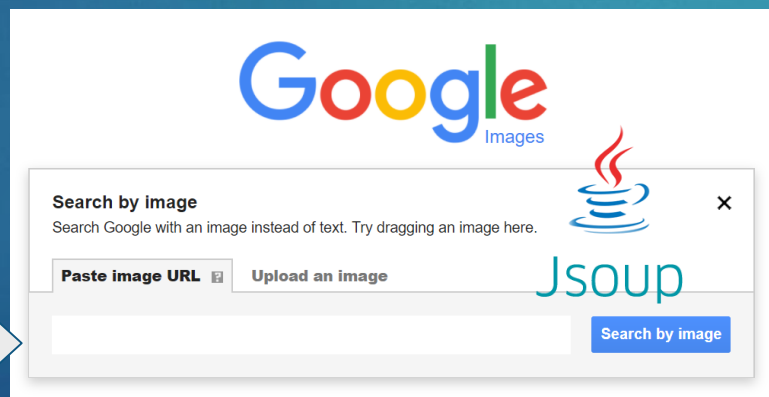 Google
Images
Search by image
Search Google with an image instead of text. Try dragging an image here.
Paste image URL ?
Upload an image
Jsoup
Search by image